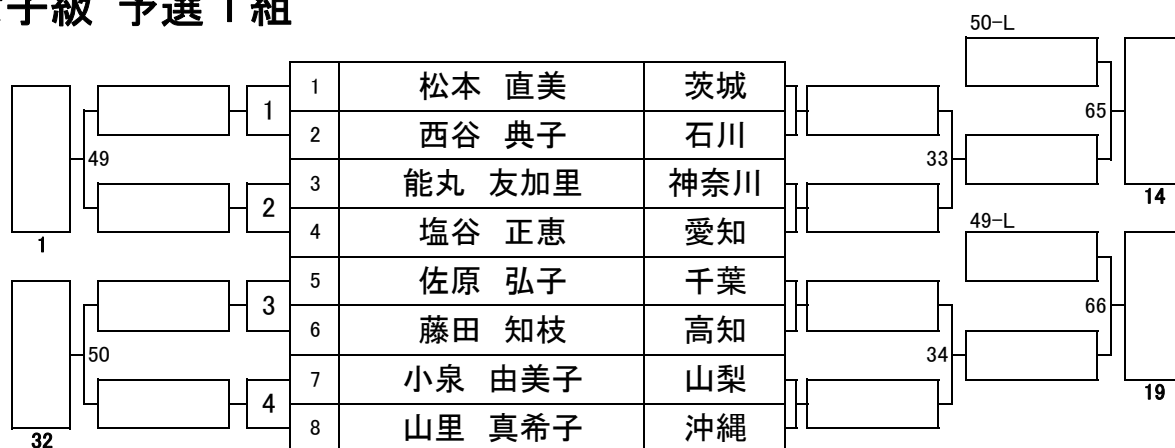 子級 予選1組
50-L
1 松本 直美 茨城
1
2 西谷 典子 石川
65
49
33
3 能丸 友加里 神奈川
2
14
4 塩谷 正恵 愛知
49-L
1
5 佐原 弘子 千葉
3
66
6 藤田 知枝 高知
50
34
7 小泉 由美子 山梨
4
19
8 山里 真希子 沖縄
32